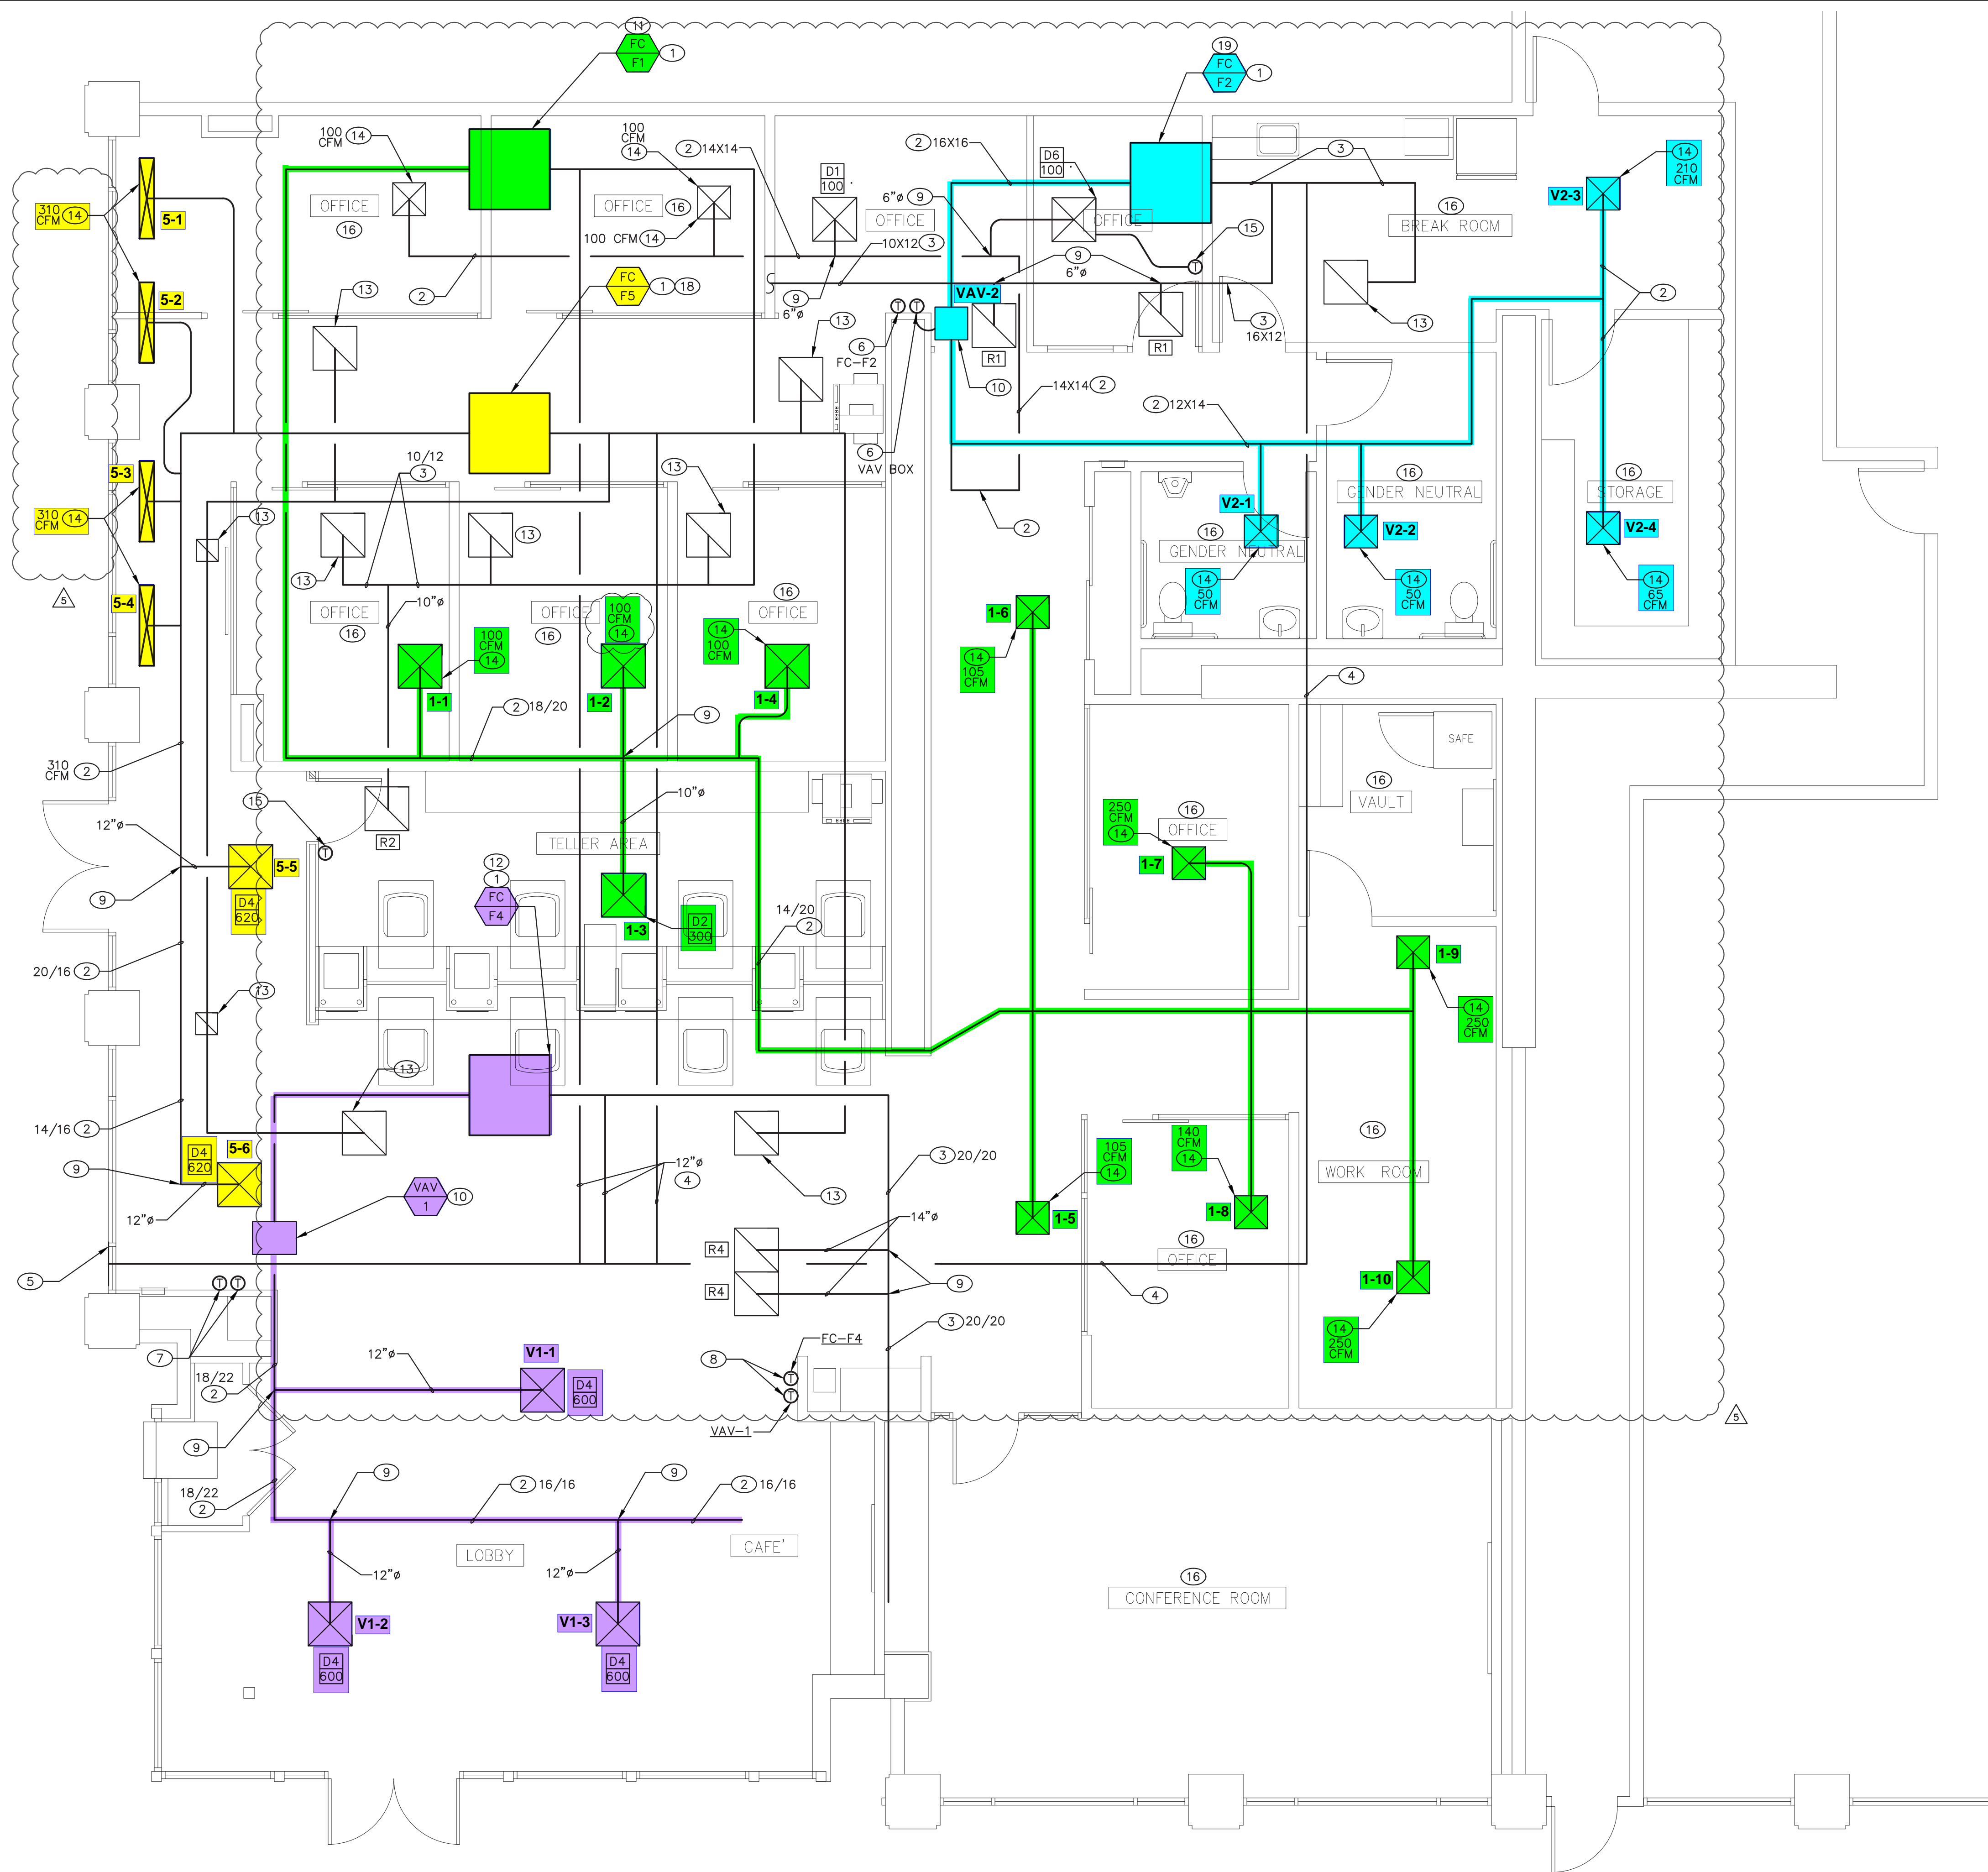 11
FC
F1
1
19
FC
F2
1
100
CFM
14
100
CFM
14
2
14X14
2
16X16
D6
100
3
14
210
CFM
V2-3
D1
100
6"ø
9
OFFICE
16
OFFICE
16
OFFICE
OFFICE
16
BREAK ROOM
310
CFM
14
5-1
100 CFM
14
10X12
3
15
T
9
6"ø
FC
F5
1
18
2
5-2
2
9
6"ø
VAV-2
13
T
T
13
6
FC-F2
R1
R1
3
16X12
13
10
14X14
2
2
12X14
10/12
3
13
6
VAV BOX
5-3
310
CFM
14
13
13
2
16
GENDER NEUTRAL
16
STORAGE
V2-1
V2-2
V2-4
16
GENDER NEUTRAL
13
14
50
CFM
14
50
CFM
14
65
CFM
5-4
5
OFFICE
16
10"ø
OFFICE
16
100
CFM
14
16
OFFICE
1-6
100
CFM
14
14
100
CFM
14
105
CFM
4
1-1
1-2
1-4
2
18/20
9
SAFE
310
CFM
2
16
VAULT
15
12"ø
T
10"ø
250
CFM
14
16
OFFICE
R2
TELLER AREA
1-7
5-5
12
1
FC
F4
9
D4
620
14/20
2
1-3
D2
300
1-9
20/16
2
13
14
250
CFM
13
14/16
2
D4
620
5-6
105
CFM
14
140
CFM
14
16
WORK ROOM
3
20/20
12"ø
4
9
VAV
1
10
13
12"ø
14"ø
1-5
1-8
R4
16
OFFICE
5
T
T
R4
9
4
1-10
3
20/20
14
250
CFM
7
FC-F4
V1-1
12"ø
8
T
T
18/22
2
D4
600
VAV-1
5
9
9
2
16/16
9
2
16/16
18/22
2
LOBBY
CAFE'
12"ø
12"ø
16
CONFERENCE ROOM
V1-2
V1-3
D4
600
D4
600